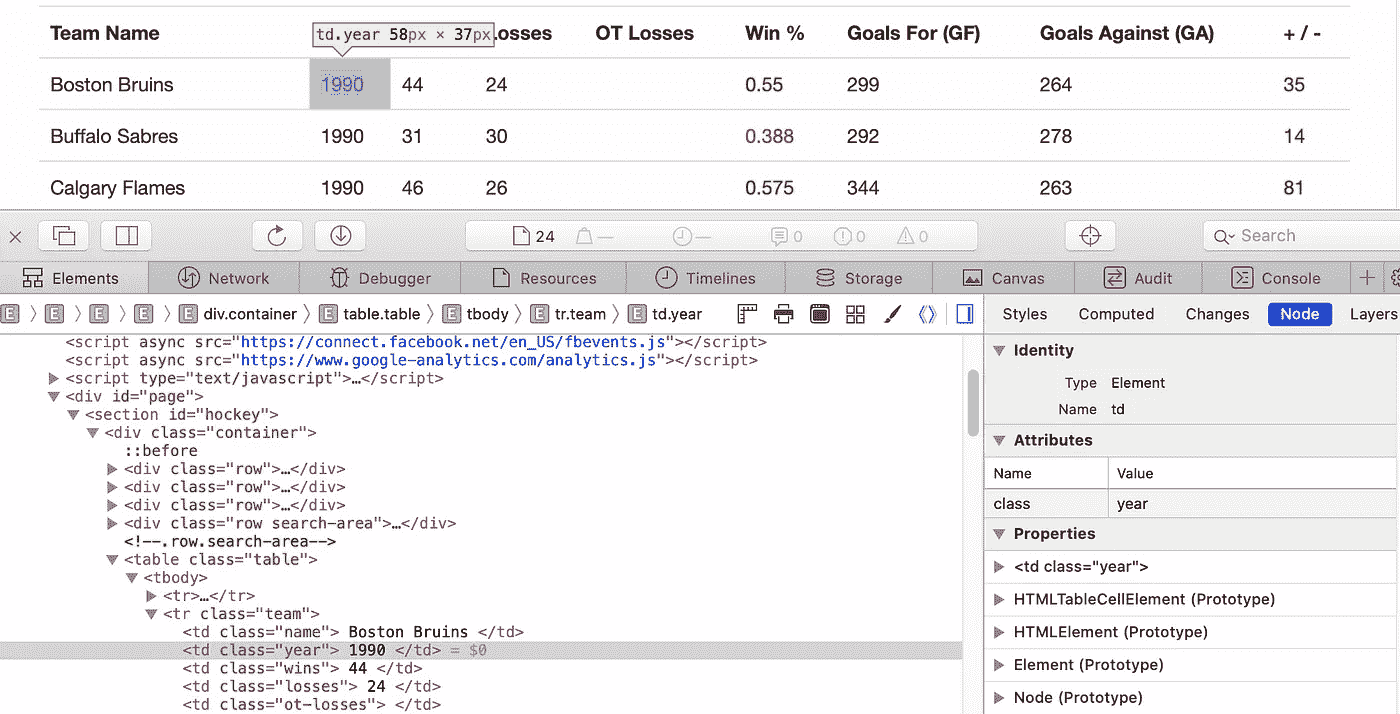 Team Name td.year 58px × 37px .osses OT Losses Win % Goals For (GF) Goals Against (GA) + / -
Boston Bruins 1990 44 24 0.55 299 264 35
Buffalo Sabres 1990 31 30 0.388 292 278 14
Calgary Flames 1990 46 26 0.575 344 263 81
24 — — 0 0 0 Search
Elements Network Debugger Resources Timelines Storage Canvas Audit Console
E E E E E div.container E table.table E tbody E tr.team E td.year Styles Computed Changes Node Layers
<script async src="https://connect.facebook.net/en_US/fbevents.js"></script>
<script async src="https://www.google-analytics.com/analytics.js"></script>
<script type="text/javascript">…</script>
<div id="page">
<section id="hockey">
<div class="container">
::before
<div class="row">…</div>
<div class="row">…</div>
<div class="row">…</div>
<div class="row search-area">…</div>
<!--.row.search-area-->
<table class="table">
<tbody>
<tr>…</tr>
<tr class="team">
<td class="name"> Boston Bruins </td>
<td class="year"> 1990 </td> = $0
<td class="wins"> 44 </td>
<td class="losses"> 24 </td>
<td class="ot-losses"> </td>
Identity
Type Element
Name td
Attributes
Name Value
class year
Properties
<td class="year">
HTMLTableCellElement (Prototype)
HTMLElement (Prototype)
Element (Prototype)
Node (Prototype)